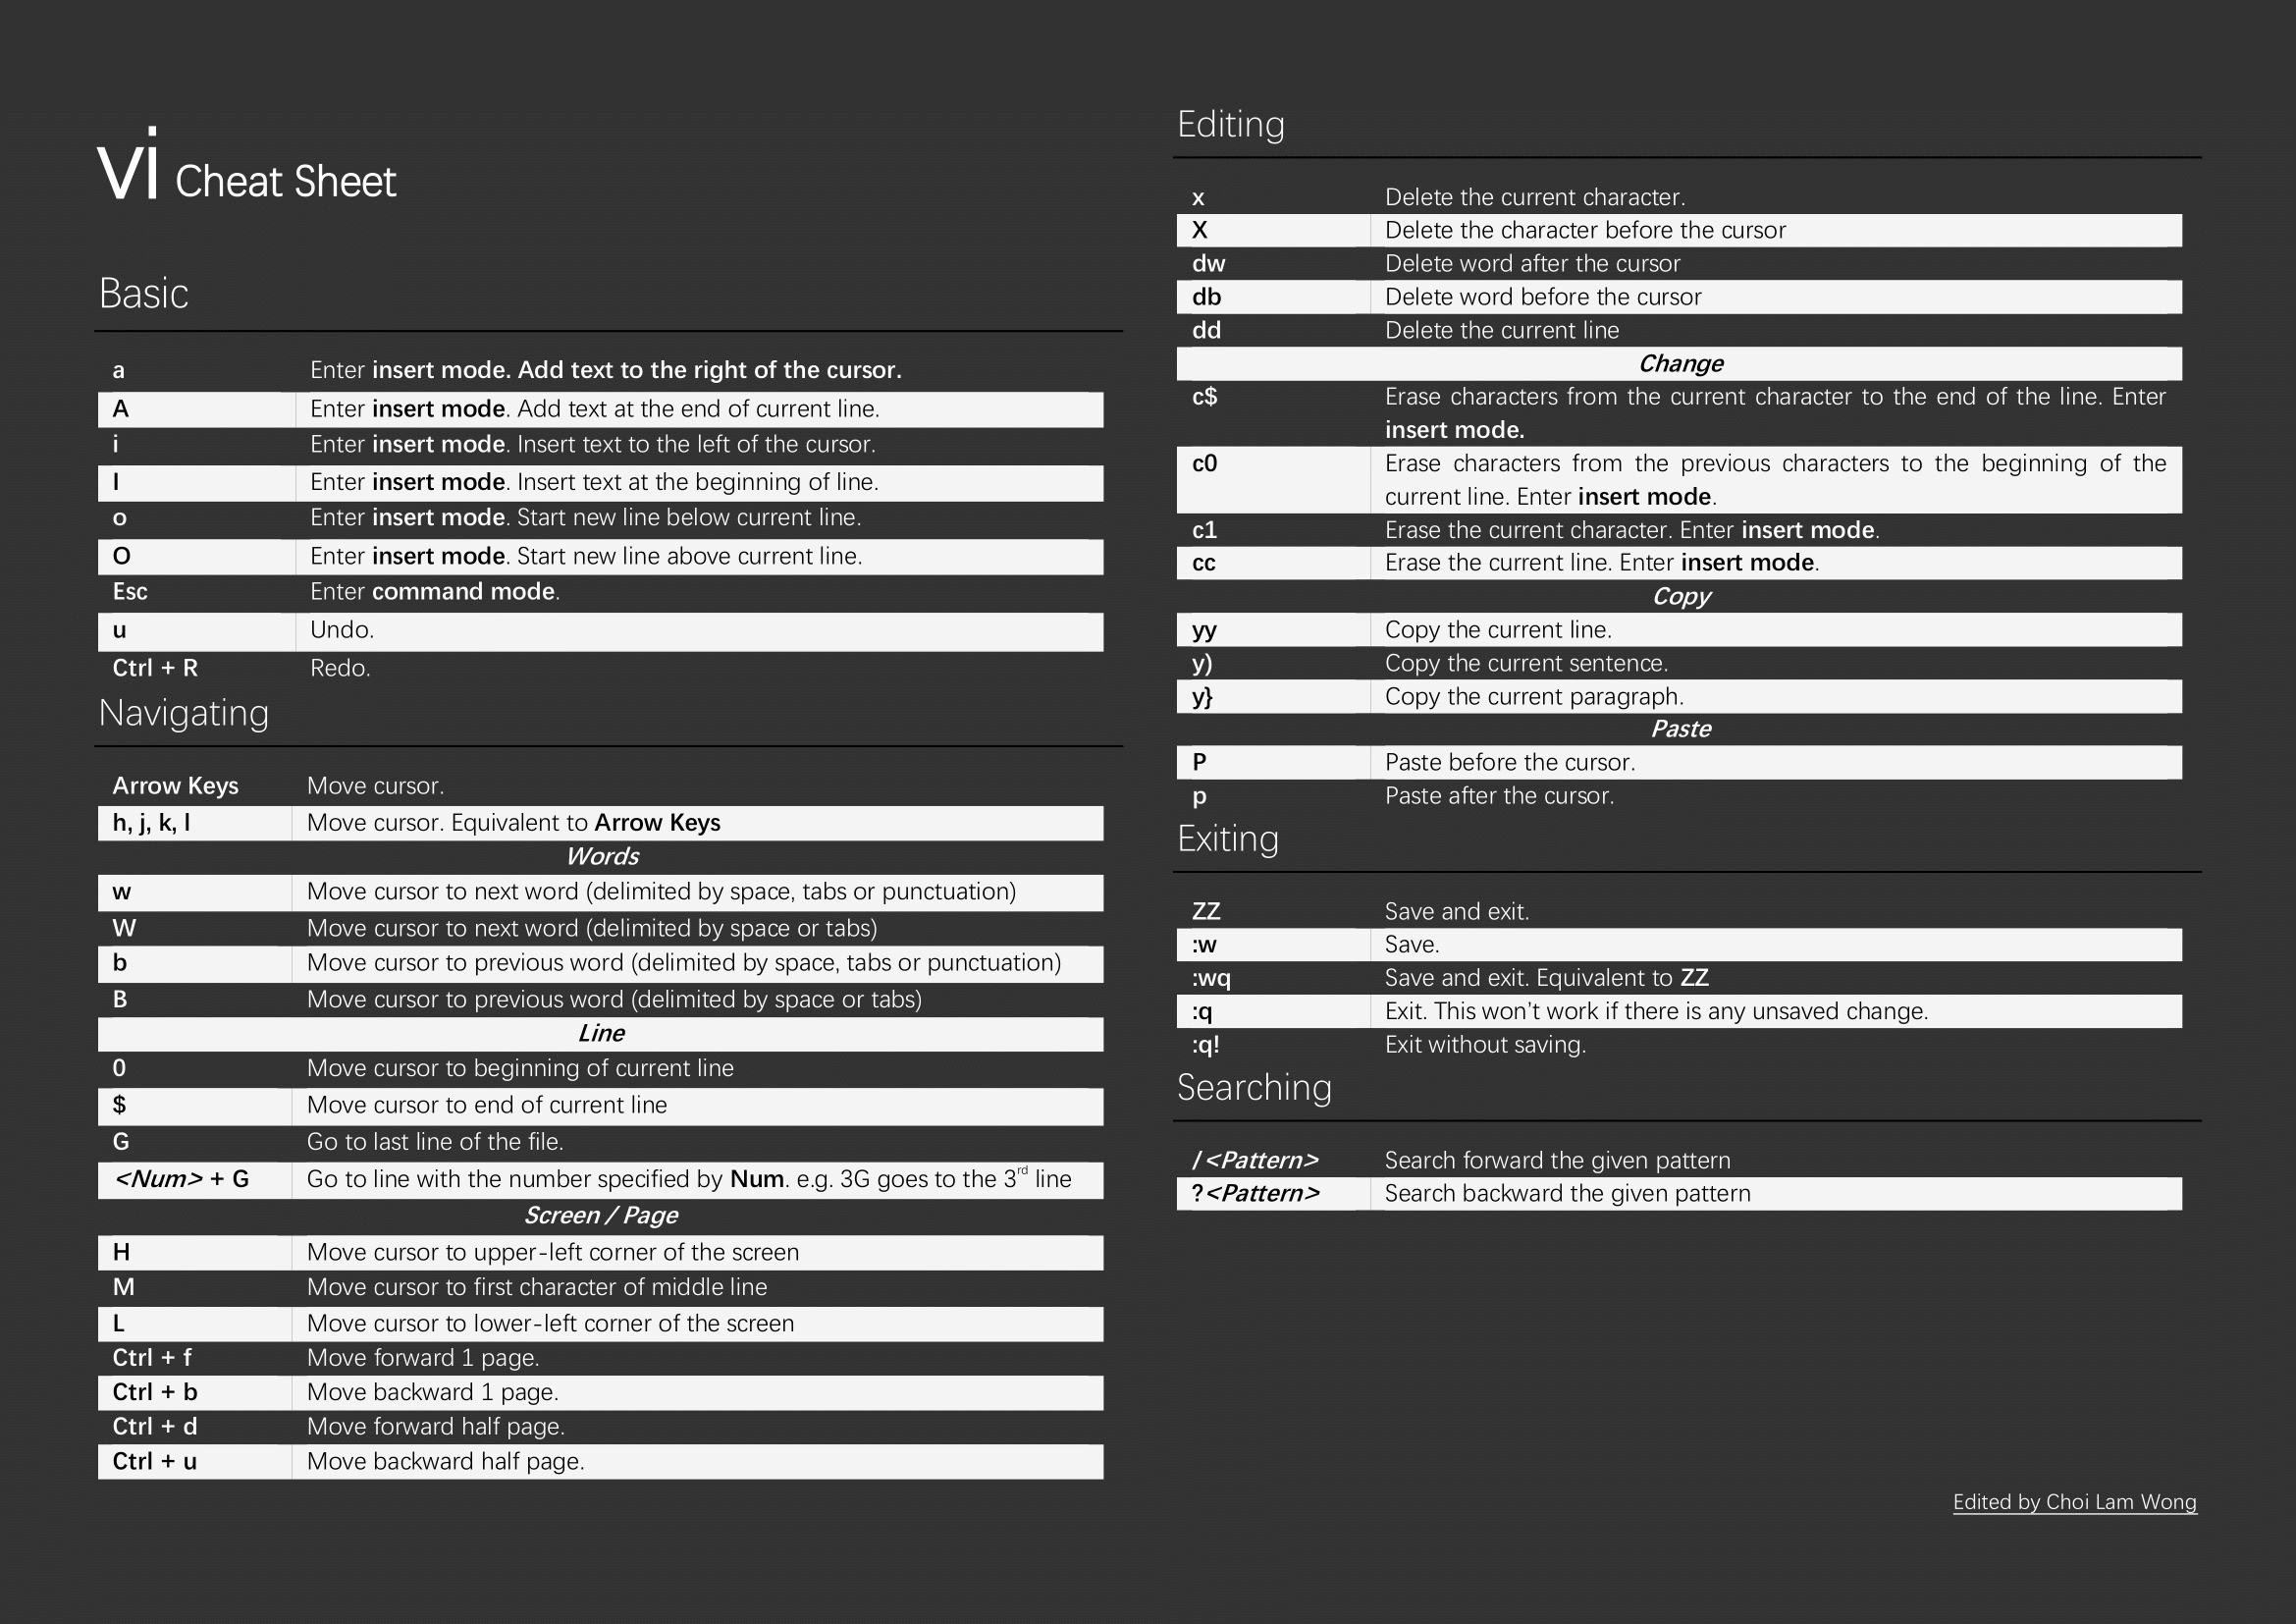 vi Cheat Sheet
Basic
a Enter insert mode. Add text to the right of the cursor.
A Enter insert mode. Add text at the end of current line.
i Enter insert mode. Insert text to the left of the cursor.
I Enter insert mode. Insert text at the beginning of line.
o Enter insert mode. Start new line below current line.
O Enter insert mode. Start new line above current line.
Esc Enter command mode.
u Undo.
Ctrl + R Redo.
Navigating
Arrow Keys Move cursor.
h, j, k, l Move cursor. Equivalent to Arrow Keys
Words
w Move cursor to next word (delimited by space, tabs or punctuation)
W Move cursor to next word (delimited by space or tabs)
b Move cursor to previous word (delimited by space, tabs or punctuation)
B Move cursor to previous word (delimited by space or tabs)
Line
0 Move cursor to beginning of current line
$ Move cursor to end of current line
G Go to last line of the file.
<Num> + G Go to line with the number specified by Num. e.g. 3G goes to the 3rd line
Screen / Page
H Move cursor to upper-left corner of the screen
M Move cursor to first character of middle line
L Move cursor to lower-left corner of the screen
Ctrl + f Move forward 1 page.
Ctrl + b Move backward 1 page.
Ctrl + d Move forward half page.
Ctrl + u Move backward half page.
Editing
x Delete the current character.
X Delete the character before the cursor
dw Delete word after the cursor
db Delete word before the cursor
dd Delete the current line
Change
c$ Erase characters from the current character to the end of the line. Enter
insert mode.
c0 Erase characters from the previous characters to the beginning of the
current line. Enter insert mode.
c1 Erase the current character. Enter insert mode.
cc Erase the current line. Enter insert mode.
Copy
yy Copy the current line.
y) Copy the current sentence.
y} Copy the current paragraph.
Paste
P Paste before the cursor.
p Paste after the cursor.
Exiting
ZZ Save and exit.
:w Save.
:wq Save and exit. Equivalent to ZZ
:q Exit. This won’t work if there is any unsaved change.
:q! Exit without saving.
Searching
/<Pattern> Search forward the given pattern
?<Pattern> Search backward the given pattern
Edited by Choi Lam Wong